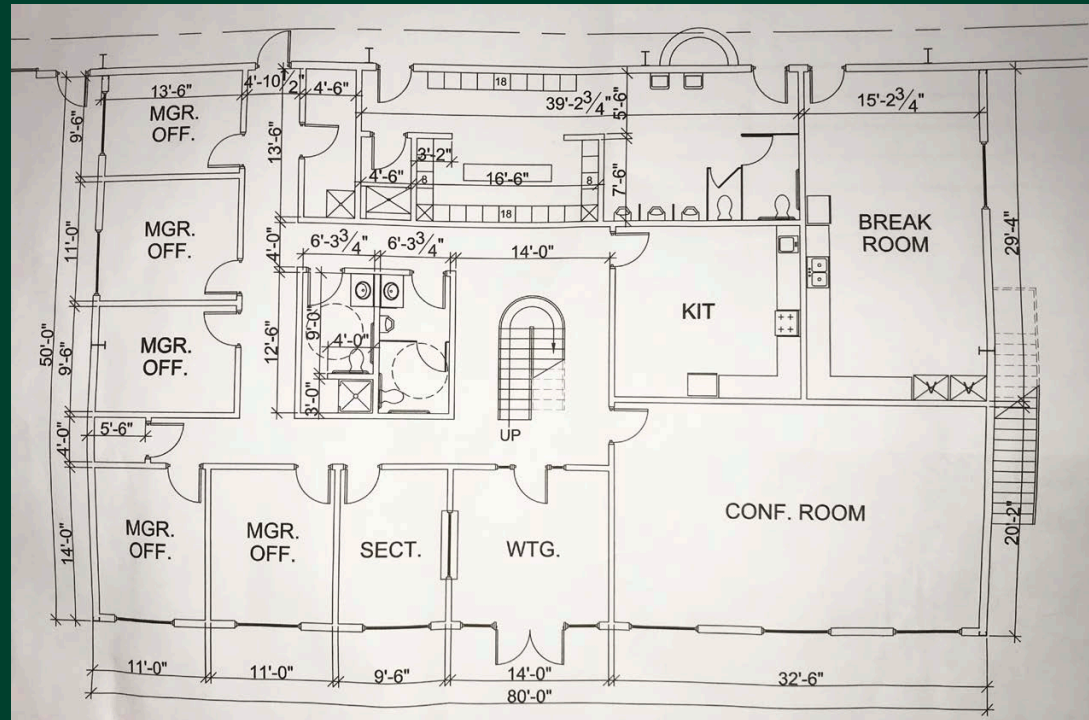 18
13'-6"
4'-10 1/2"
4'-6"
39'-2 3/4"
5'-6"
15'-2 3/4"
9'-6"
MGR.
OFF.
13'-6"
3'-2"
4'-6"
8
16'-6"
8
7'-6"
18
29'-4"
BREAK
ROOM
11'-0"
MGR.
OFF.
4'-0"
6'-3 3/4"
6'-3 3/4"
14'-0"
KIT
50'-0"
9'-6"
MGR.
OFF.
12'-6"
9'-0"
4'-0"
3'-0"
UP
5'-6"
4'-0"
14'-0"
MGR.
OFF.
MGR.
OFF.
SECT.
WTG.
CONF. ROOM
20'-2"
11'-0"
11'-0"
9'-6"
14'-0"
32'-6"
80'-0"